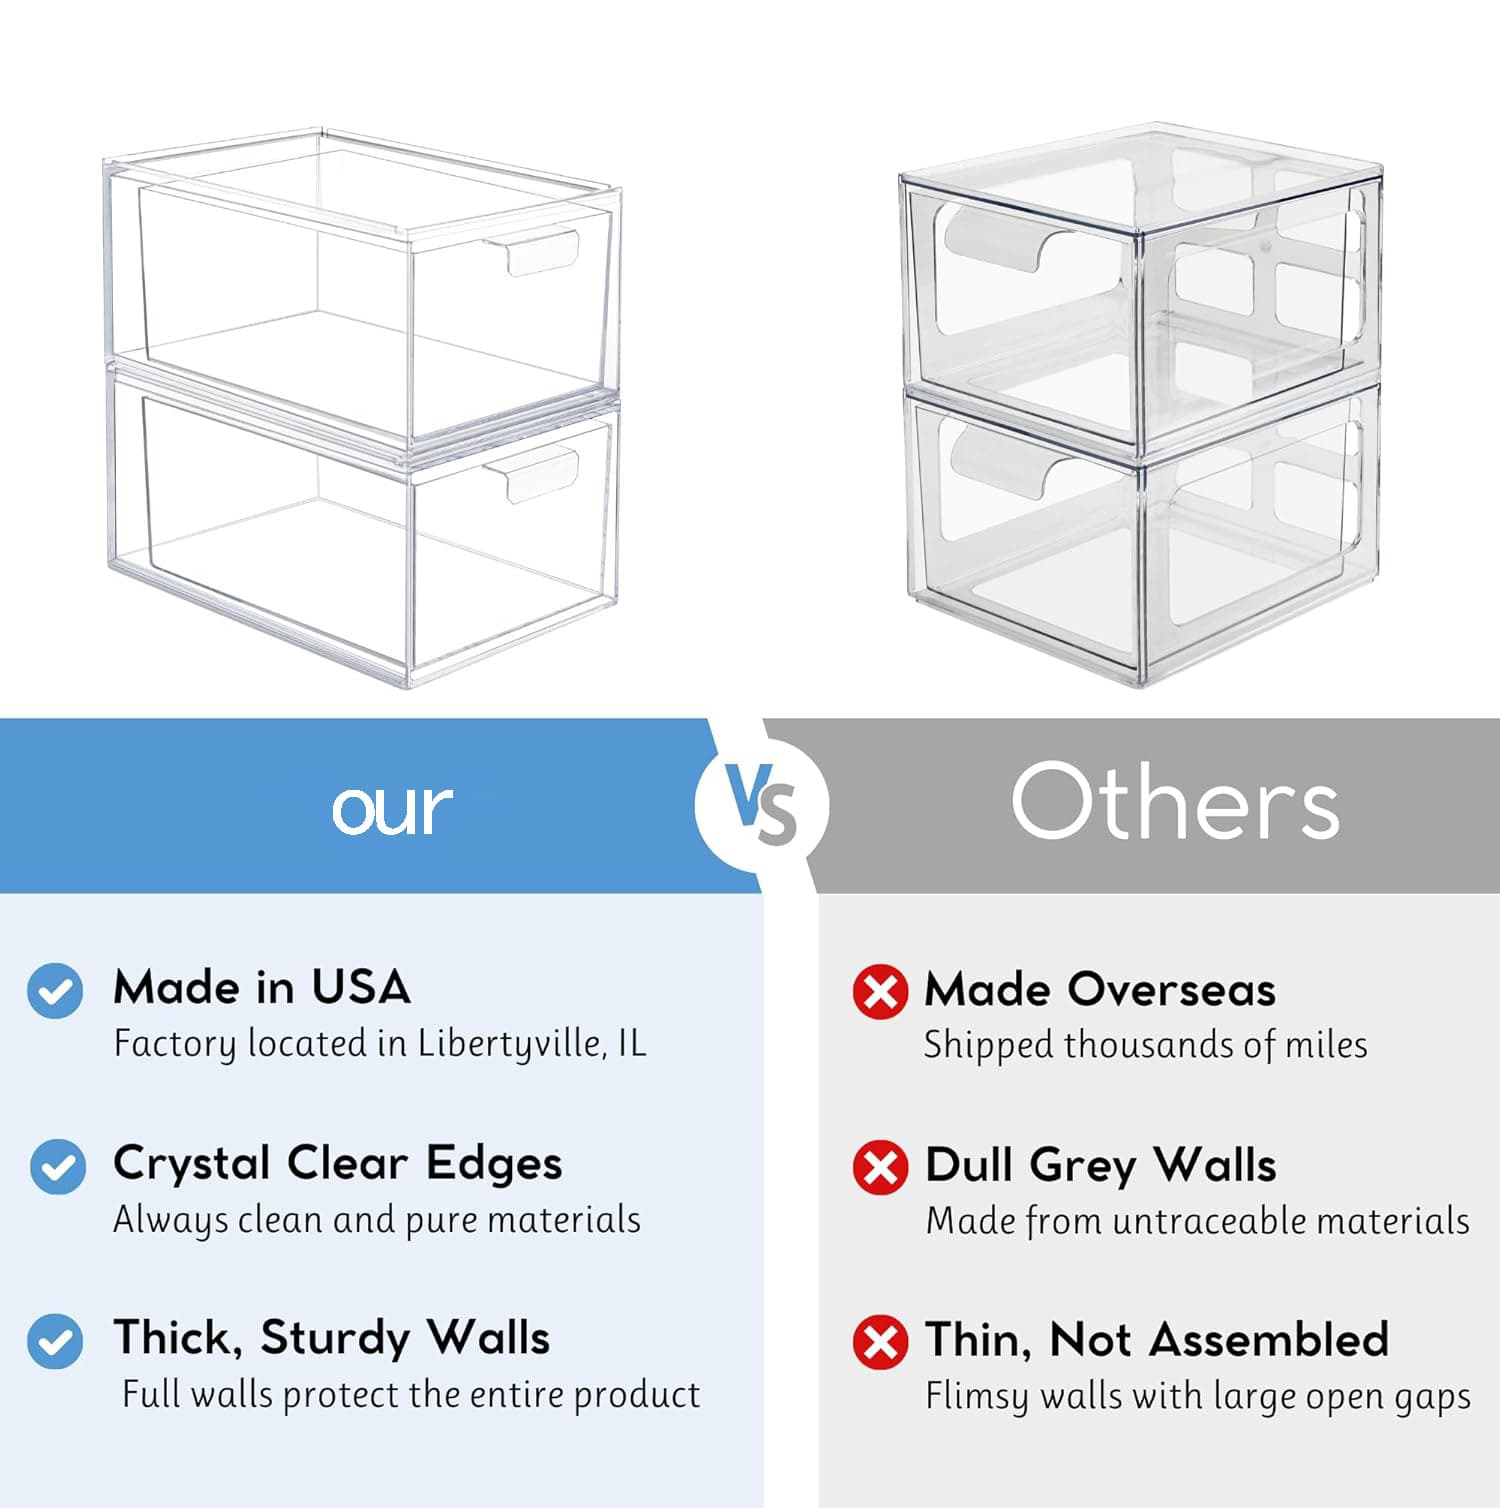 our
VS
Others
Made in USA
Factory located in Libertyville, IL
Crystal Clear Edges
Always clean and pure materials
Thick, Sturdy Walls
Full walls protect the entire product
Made Overseas
Shipped thousands of miles
Dull Grey Walls
Made from untraceable materials
Thin, Not Assembled
Flimsy walls with large open gaps